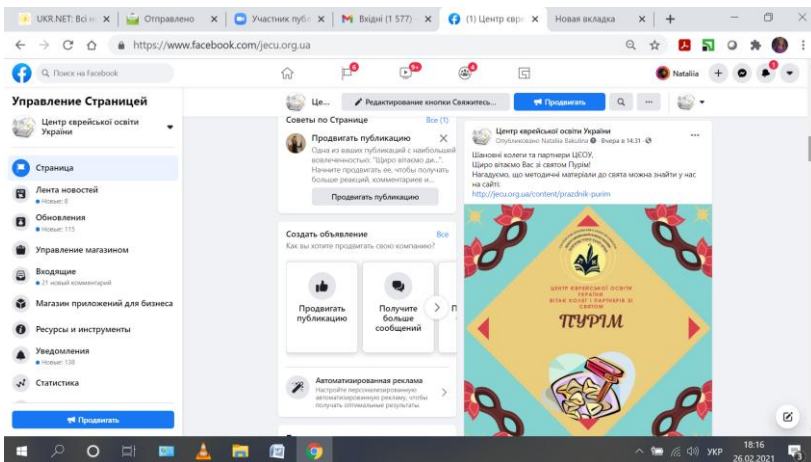 UKR.NET: Всі н
Отправлено
Участник пуб
Вхідні (1 577)
(1) Центр євр
Новая вкладка
https://www.facebook.com/jecu.org.ua
Поиск на Facebook
6
9+
Nataliia
Управление Страницей
Центр єврейської освіти
України
Страница
Лента новостей
Новые: 8
Обновления
Новые: 115
Управление магазином
Входящие
21 новый комментарий
Магазин приложений для бизнеса
Ресурсы и инструменты
Уведомления
Новые: 138
Статистика
Продвигать
Це...
Редактирование кнопки Свяжитесь...
Продвигать
Советы по Странице
Все (1)
Продвигать публикацию
Одна из ваших публикаций с наибольшей
вовлеченностью: "Щиро вітаємо ди...".
Начните продвигать ее, чтобы получать
больше реакций, комментариев и...
Продвигать публикацию
Создать объявление
Все
Как вы хотите продвигать свою компанию?
Продвигать
публикацию
Получите
больше
сообщений
Автоматизированная реклама
Настройте персонализированную
автоматизированную рекламу, чтобы
получать оптимальные результаты.
Центр єврейської освіти України
Опубликовано Natalia Bakulina
Вчера в 14:31
Шановні колеги та партнери ЦЄОУ,
Щиро вітаємо Вас зі святом Пурім!
Нагадуємо, що методичні матеріали до свята можна знайти у нас
на сайті:
http://jecu.org.ua/content/prazdnik-purim
ЦЕНТР ЄВРЕЙСЬКОЇ ОСВІТИ
УКРАЇНИ
ВІТАЄ КОЛЕГ І ПАРТНЕРІВ ЗІ
СВЯТОМ
ПУРІМ
УКР
18:16
26.02.2021